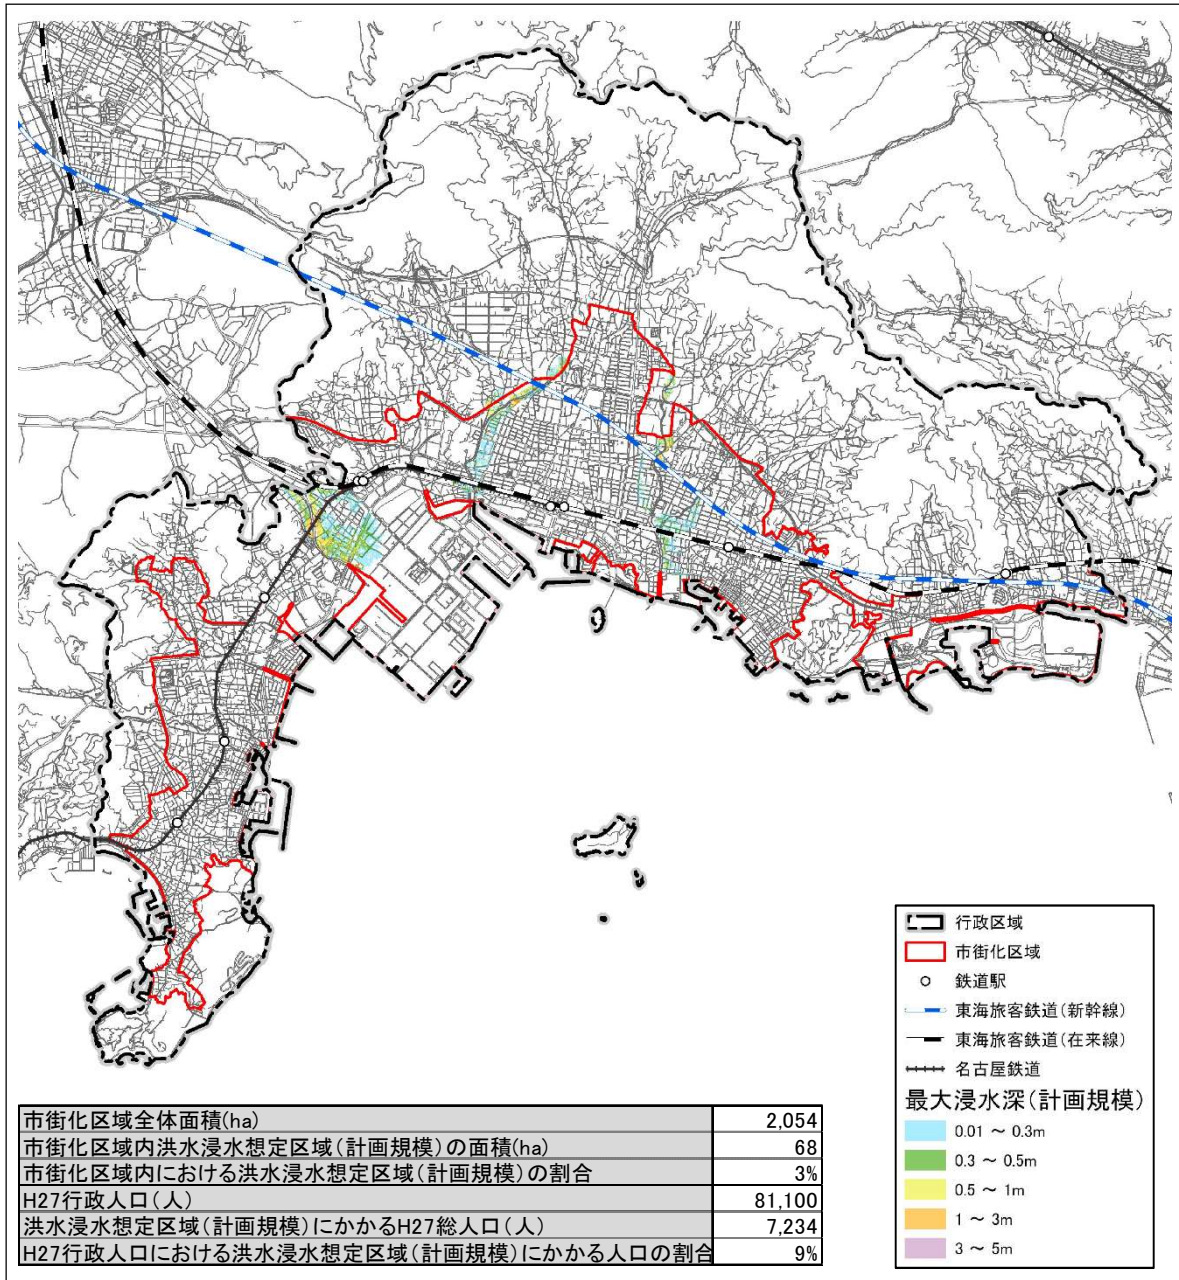 行政区域
市街化区域
鉄道駅
東海旅客鉄道(新幹線)
東海旅客鉄道(在来線)
名古屋鉄道
最大浸水深(計画規模)
0.01 ~ 0.3m
0.3 ~ 0.5m
0.5 ~ 1m
1 ~ 3m
3 ~ 5m
市街化区域全体面積(ha) 2,054
市街化区域内洪水浸水想定区域(計画規模)の面積(ha) 68
市街化区域内における洪水浸水想定区域(計画規模)の割合 3%
H27行政人口(人) 81,100
洪水浸水想定区域(計画規模)にかかるH27総人口(人) 7,234
H27行政人口における洪水浸水想定区域(計画規模)にかかる人口の割合 9%